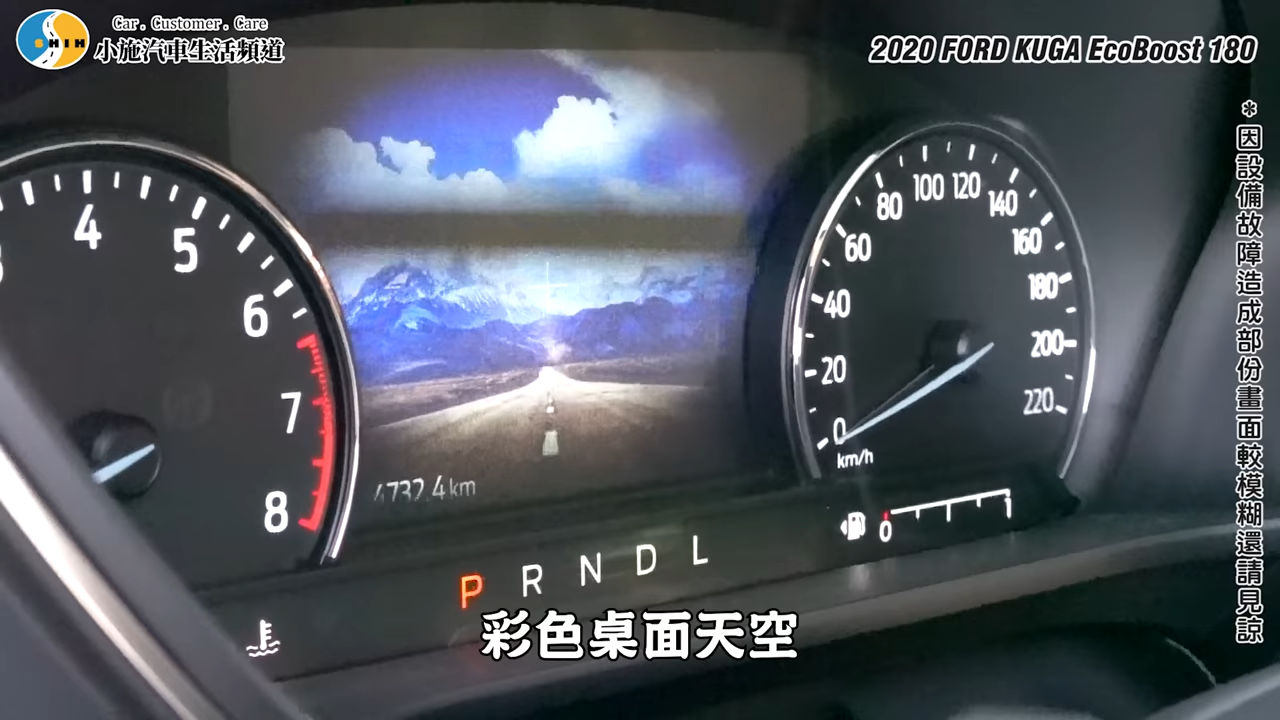 Car. Customer. Care
SHIH
小施汽車生活頻道
2020 FORD KUGA EcoBoost 180
*因設備故障造成部份畫面較模糊還請見諒
4
5
6
7
8
0
20
40
60
80
100
120
140
160
180
200
220
km/h
4732.4 km
0
1
P R N D L
彩色桌面天空